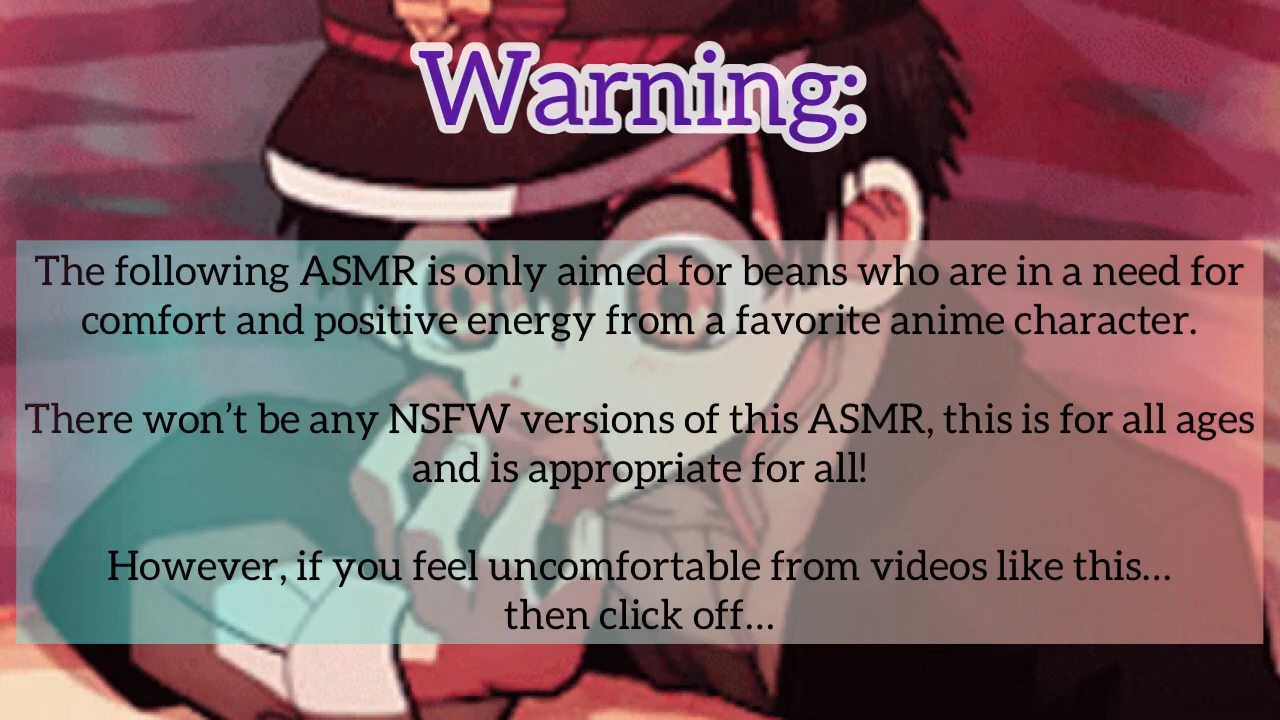 Warning:
The following ASMR is only aimed for beans who are in a need for
comfort and positive energy from a favorite anime character.
There won’t be any NSFW versions of this ASMR, this is for all ages
and is appropriate for all!
However, if you feel uncomfortable from videos like this...
then click off...